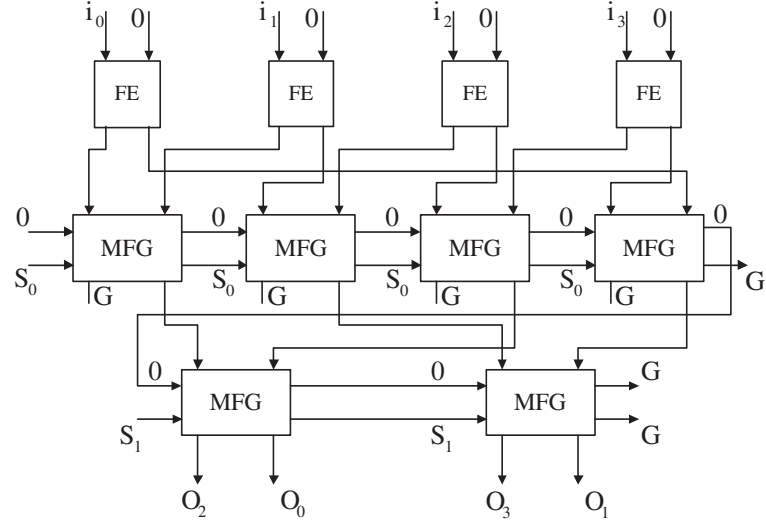 i0 0 i1 0 i2 0 i3 0
FE FE FE FE
0 MFG 0 MFG 0 MFG 0 MFG 0
S0 S0 S0 S0 G
G G G G
0 MFG 0 MFG G
S1 S1 G
O2 O0 O3 O1